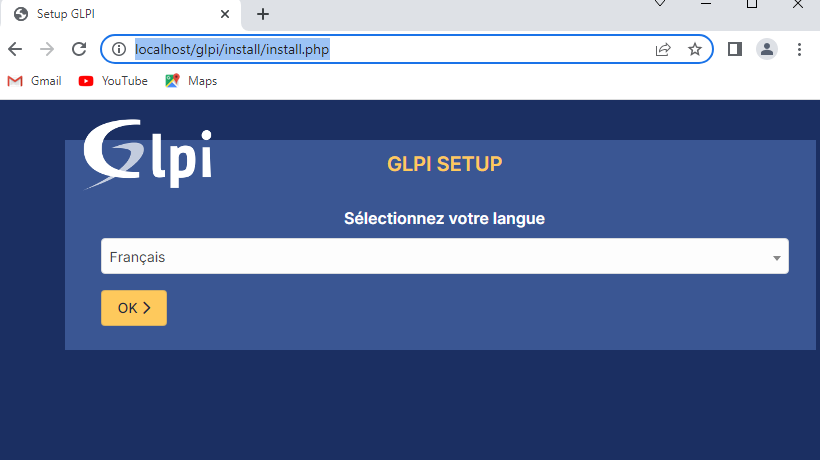 Setup GLPI
localhost/glpi/install/install.php
Gmail YouTube Maps
Glpi
GLPI SETUP
Sélectionnez votre langue
Français
OK